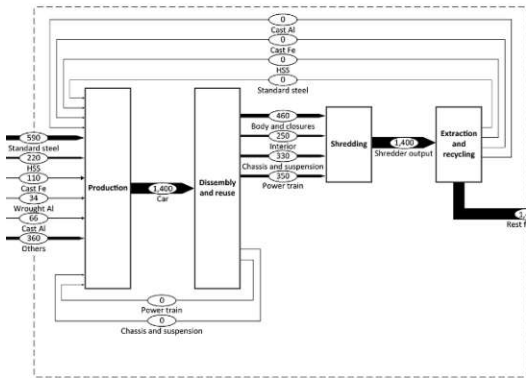 0
Cast Al
0
Cast Fe
0
HSS
0
Standard steel
590
Standard steel
220
HSS
110
Cast Fe
34
Wrought Al
66
Cast Al
360
Others
Production
1,400
Car
Dissembly
and reuse
460
Body and closures
250
Interior
330
Chassis and suspension
350
Power train
Shredding
1,400
Shredder output
Extraction
and
recycling
Rest
0
Power train
0
Chassis and suspension